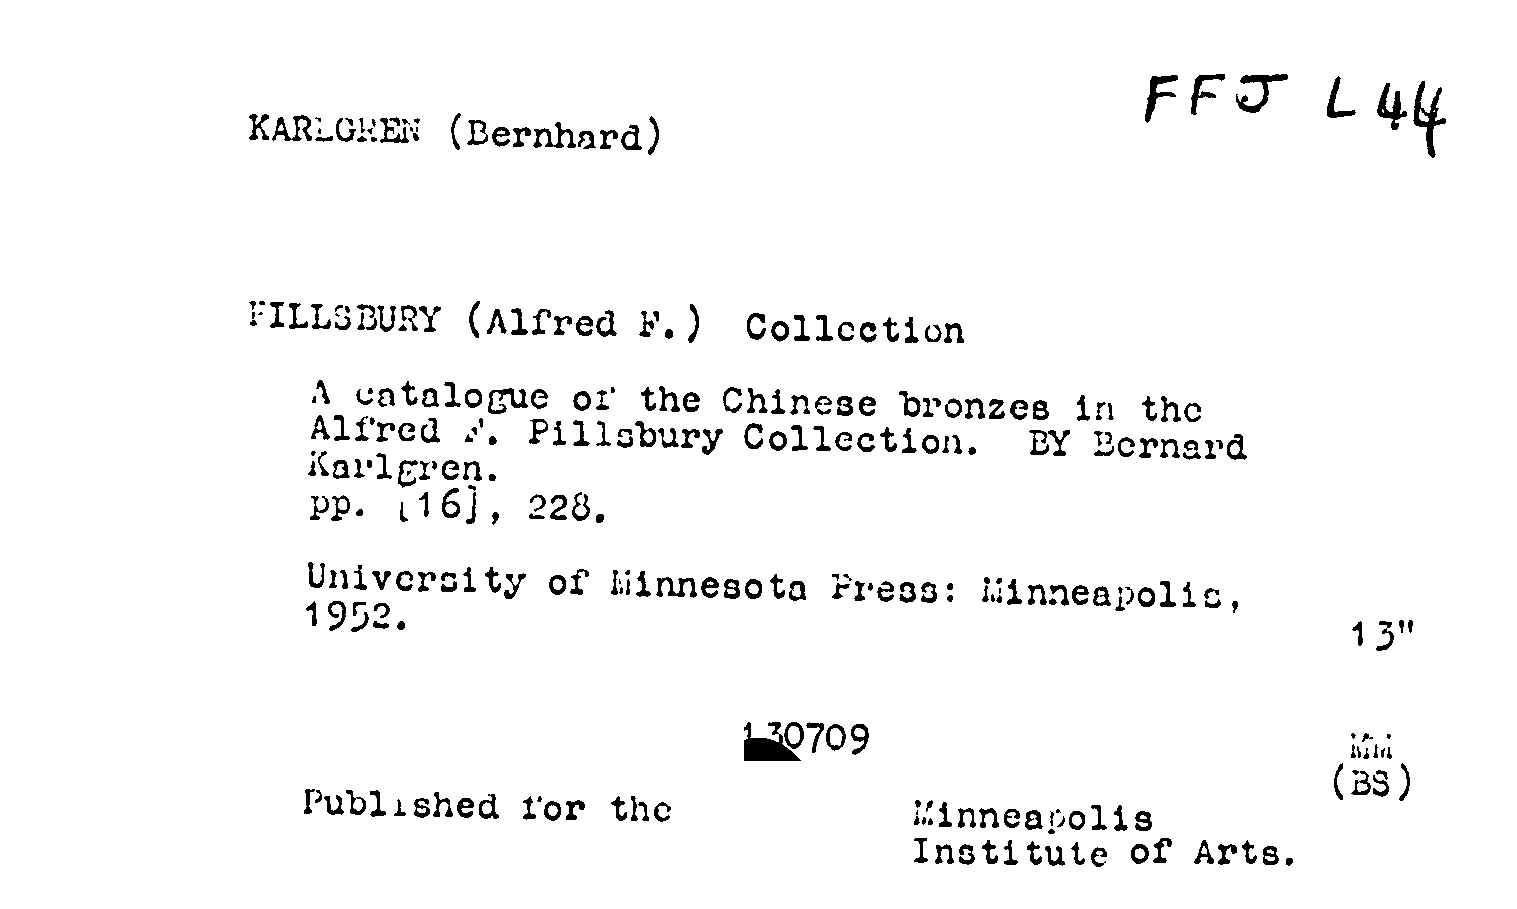 FFJ L44
KARLGREN (Bernhard)
PILLSBURY (Alfred F.) Collection
A catalogue of the Chinese bronzes in the
Alfred F. Pillsbury Collection. BY Bernard
Karlgren.
pp. [16], 228.
University of Minnesota Press: Minneapolis,
1952.
13"
130709
MM
(BS)
Published for the Minneapolis
Institute of Arts.